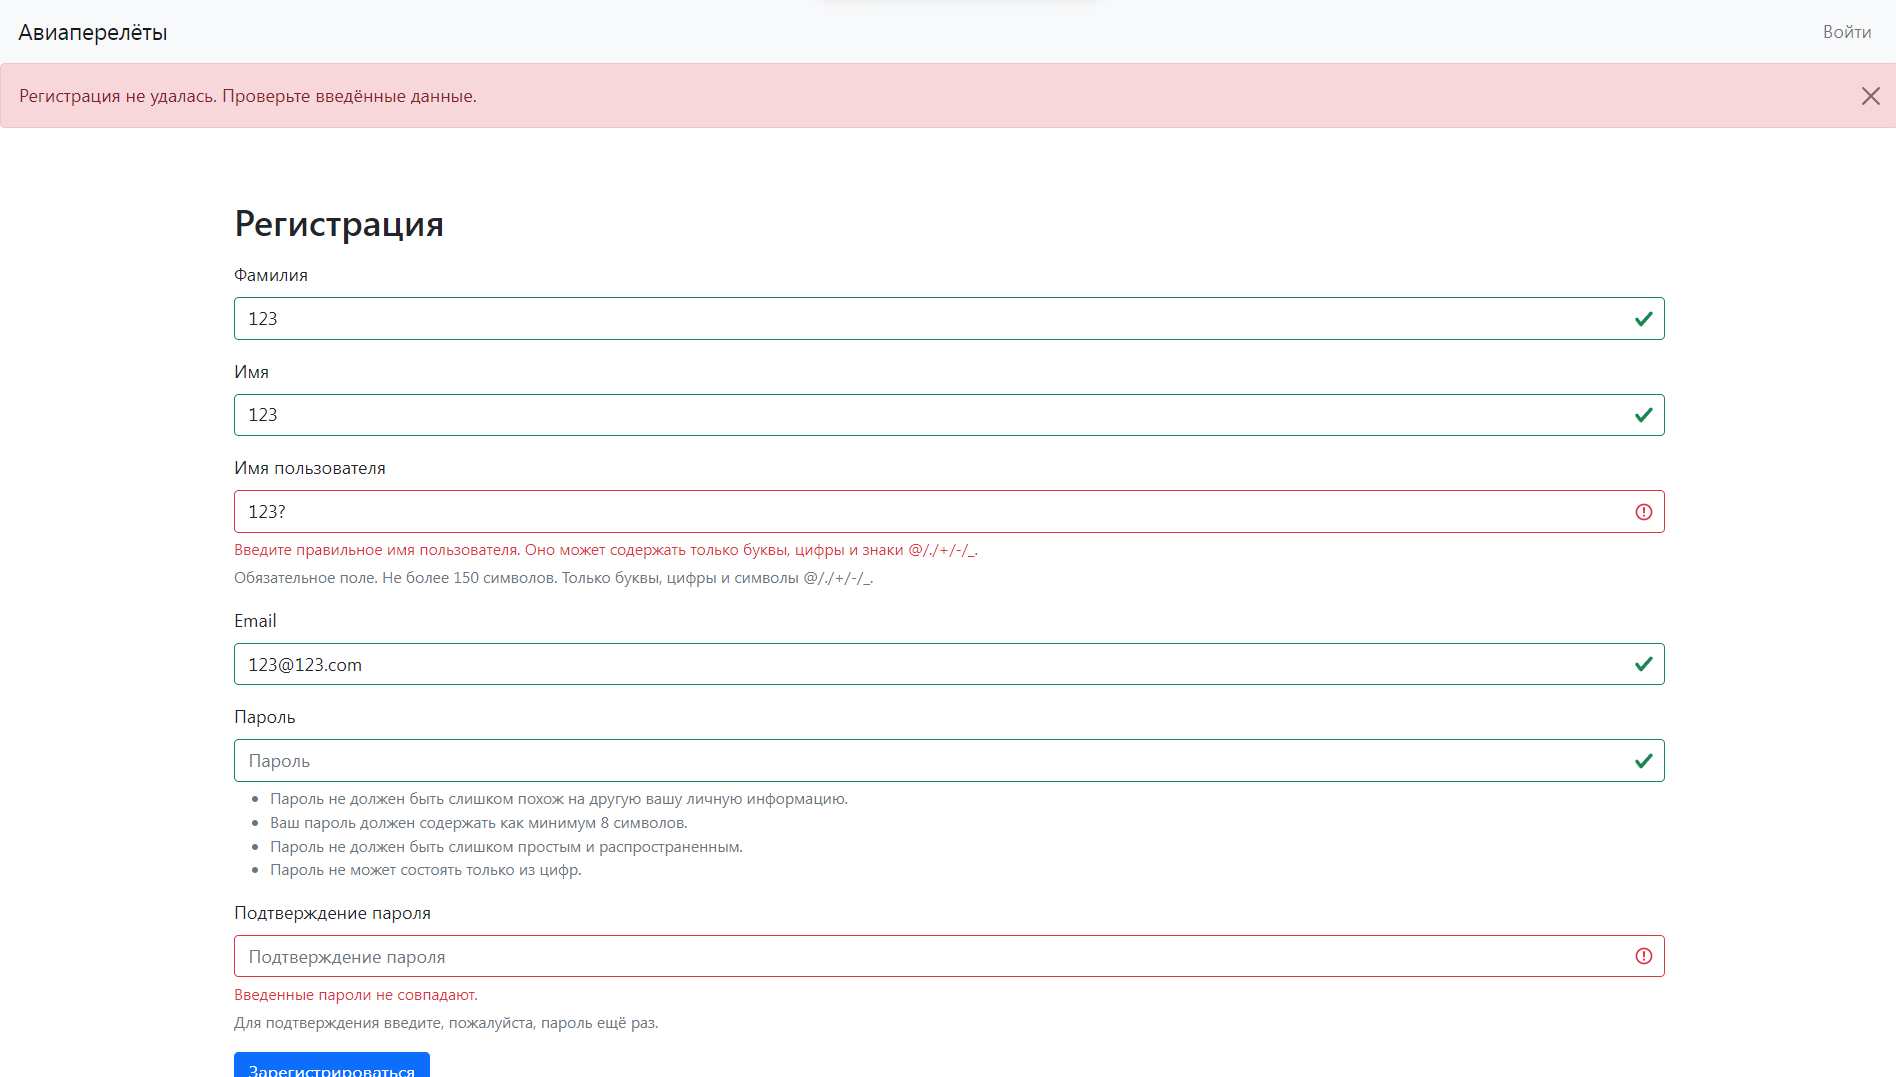 Авиаперелёты
Войти
Регистрация не удалась. Проверьте введённые данные.
Регистрация
Фамилия
123
Имя
123
Имя пользователя
123?
Введите правильное имя пользователя. Оно может содержать только буквы, цифры и знаки @/./+/-/_.
Обязательное поле. Не более 150 символов. Только буквы, цифры и символы @/./+/-/_.
Email
123@123.com
Пароль
Пароль
Пароль не должен быть слишком похож на другую вашу личную информацию.
Ваш пароль должен содержать как минимум 8 символов.
Пароль не должен быть слишком простым и распространенным.
Пароль не может состоять только из цифр.
Подтверждение пароля
Подтверждение пароля
Введенные пароли не совпадают.
Для подтверждения введите, пожалуйста, пароль ещё раз.
Зарегистрироваться